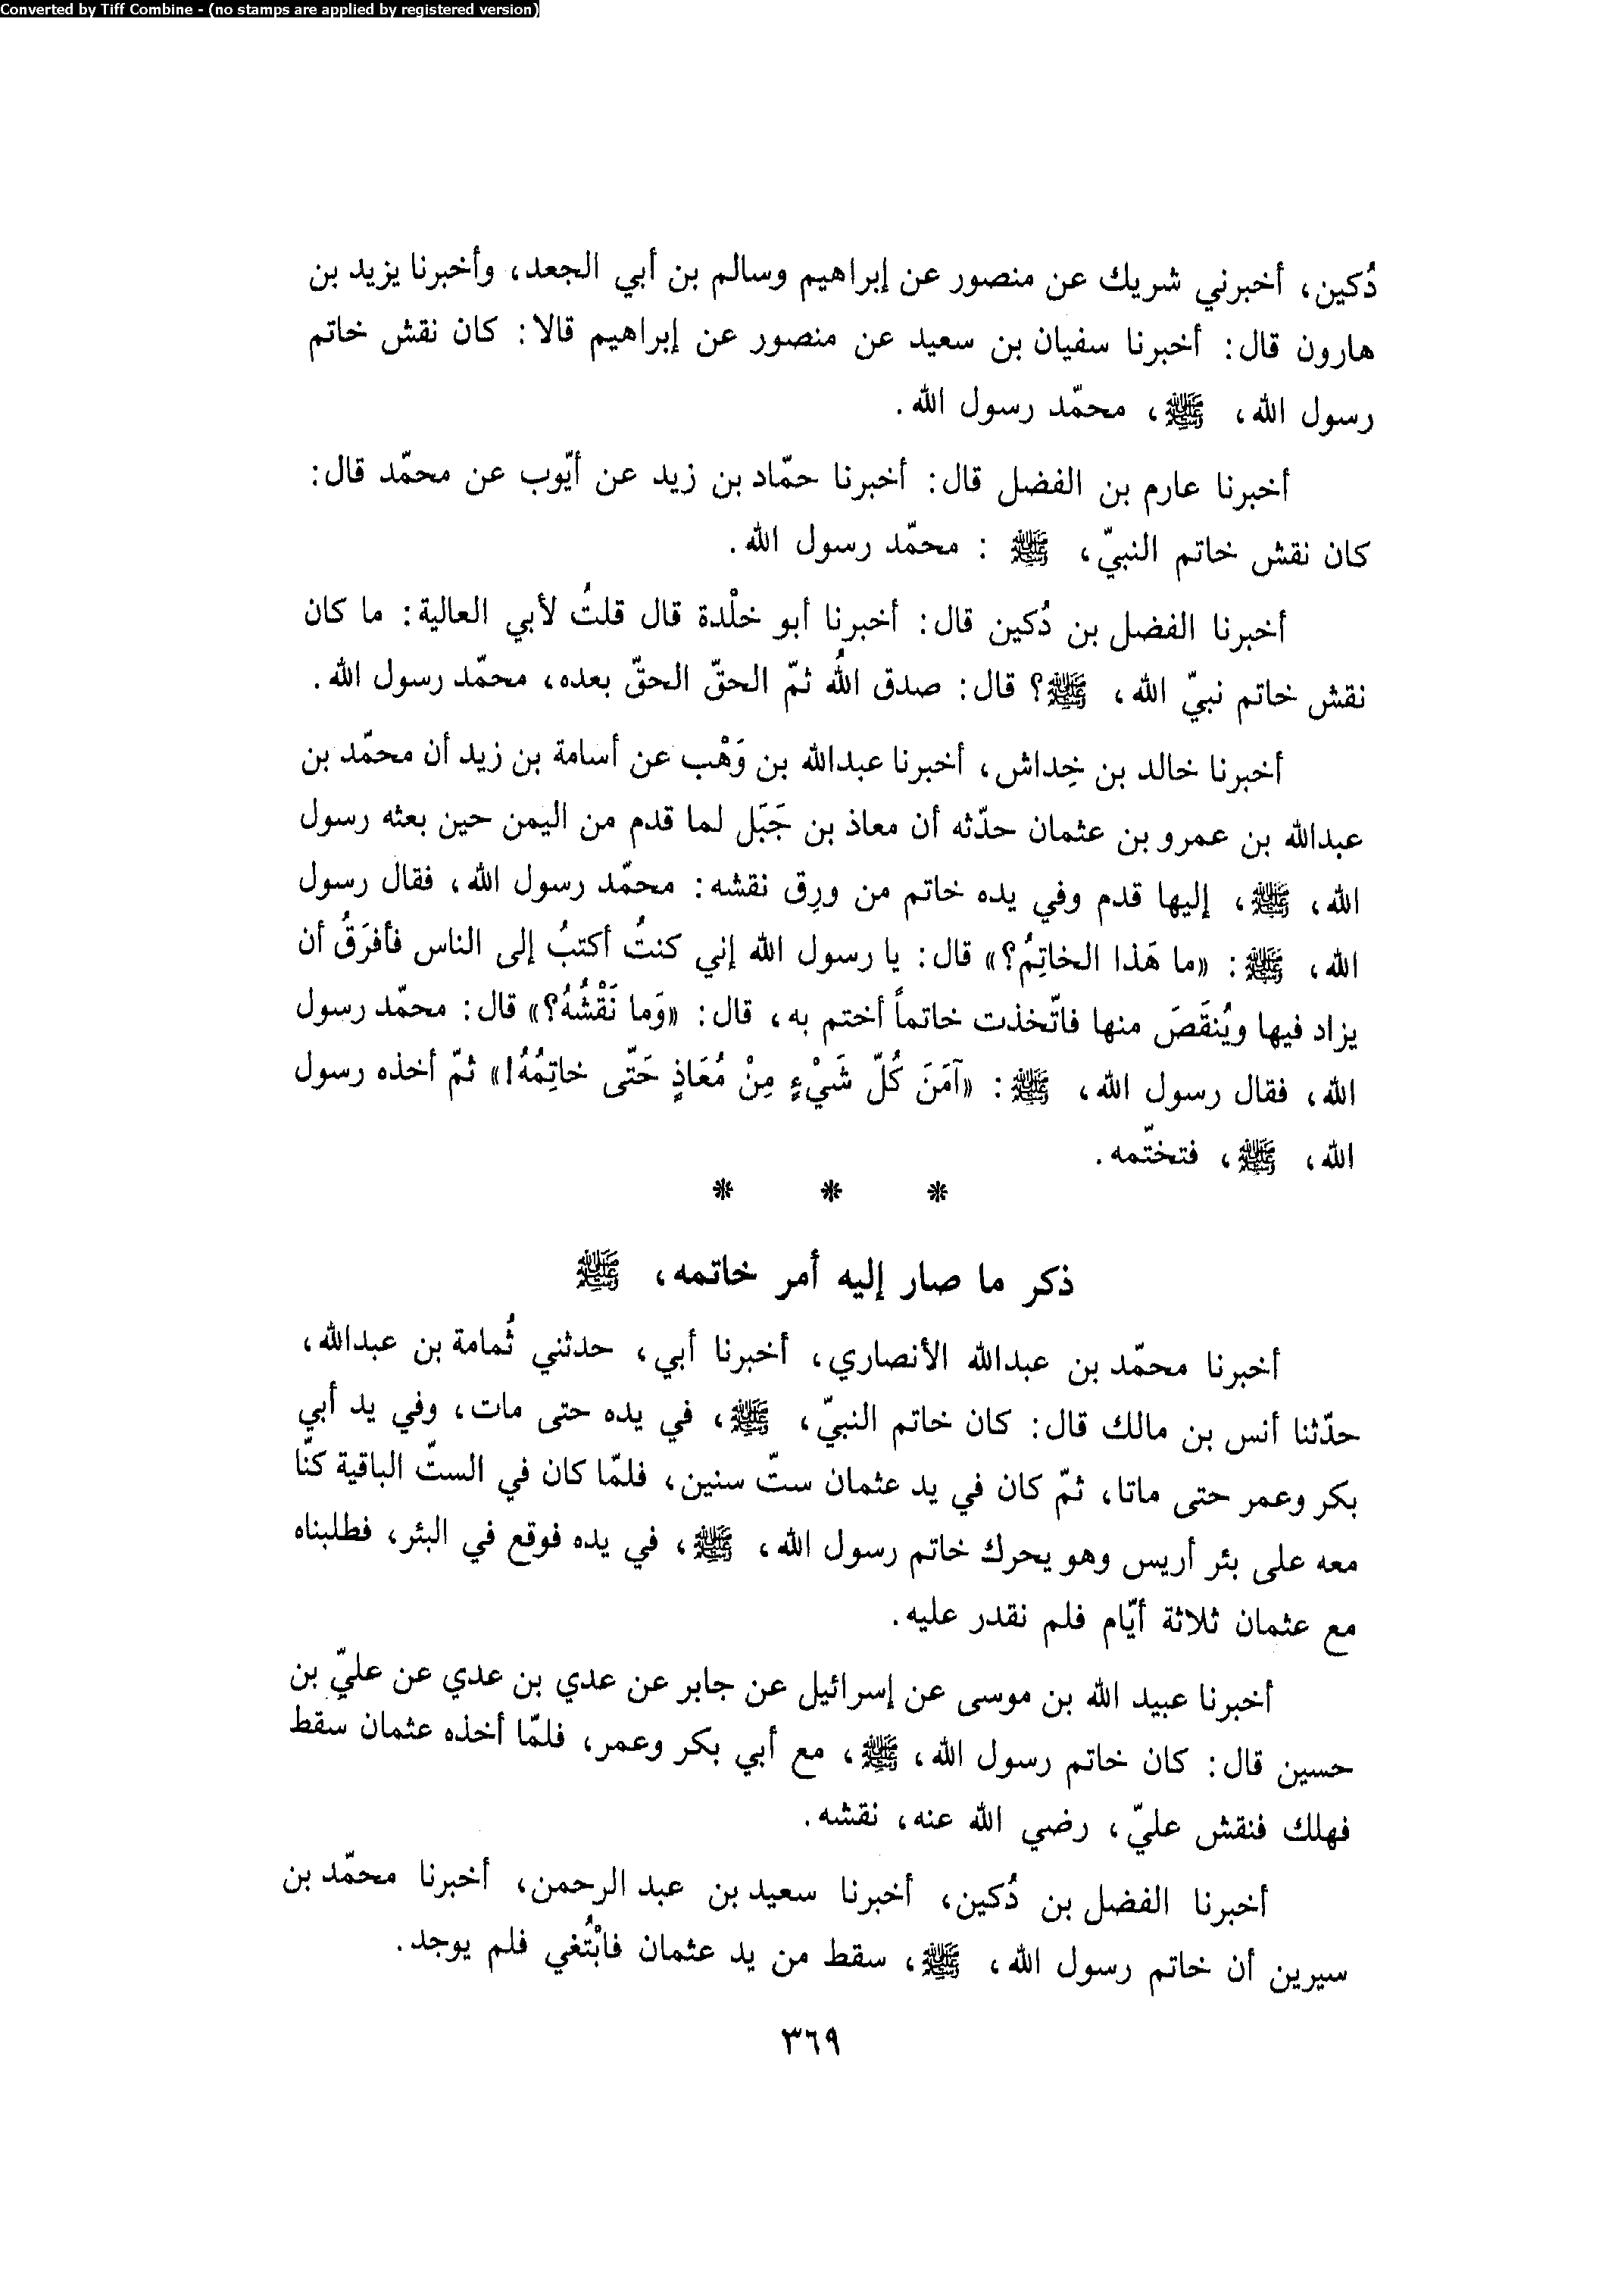 Converted by Tiff Combine - (no stamps are applied by registered version)
دُكين، أخبرني شريك عن منصور عن إبراهيم وسالم بن أبي الجعد، وأخبرنا يزيد بن
هارون قال: أخبرنا سفيان بن سعيد عن منصور عن إبراهيم قالا: كان نقش خاتم
رسول الله، ﷺ، محمّد رسول الله.
أخبرنا عارم بن الفضل قال: أخبرنا حمّاد بن زيد عن أيّوب عن محمّد قال:
كان نقش خاتم النبيّ، ﷺ : محمّد رسول الله.
أخبرنا الفضل بن دُكين قال: أخبرنا أبو خلْدة قال قلتُ لأبي العالية: ما كان
نقش خاتم نبيّ الله، ﷺ؟ قال: صدق اللهُ ثمّ الحقّ الحقّ بعده، محمّد رسول الله.
أخبرنا خالد بن خِداش، أخبرنا عبدالله بن وَهْب عن أسامة بن زيد أن محمّد بن
عبدالله بن عمرو بن عثمان حدّثه أن معاذ بن جَبَل لما قدم من اليمن حين بعثه رسول
الله، ﷺ، إليها قدم وفي يده خاتم من ورِق نقشه: محمّد رسول الله، فقال رسول
الله، ﷺ: «ما هَذا الخاتِمُ؟» قال: يا رسول الله إني كنتُ أكتبُ إلى الناس فأفرَقُ أن
يزاد فيها ويُنقَصَ منها فاتّخذت خاتماً أختم به، قال: «وَما نَقْشُهُ؟» قال: محمّد رسول
الله، فقال رسول الله، ﷺ: «آمَنَ كُلّ شَيْءٍ مِنْ مُعَاذٍ حَتّى خاتِمُهُ!» ثمّ أخذه رسول
الله، ﷺ، فتختّمه.
* * *
ذكر ما صار إليه أمر خاتمه، ﷺ
أخبرنا محمّد بن عبدالله الأنصاري، أخبرنا أبي، حدثني ثُمامة بن عبدالله،
حدّثنا أنس بن مالك قال: كان خاتم النبيّ، ﷺ، في يده حتى مات، وفي يد أبي
بكر وعمر حتى ماتا، ثمّ كان في يد عثمان ستّ سنين، فلمّا كان في الستّ الباقية كنّا
معه على بئر أريس وهو يحرك خاتم رسول الله، ﷺ، في يده فوقع في البئر، فطلبناه
مع عثمان ثلاثة أيّام فلم نقدر عليه.
أخبرنا عبيد الله بن موسى عن إسرائيل عن جابر عن عدي بن عدي عن عليّ بن
حسين قال: كان خاتم رسول الله، ﷺ، مع أبي بكر وعمر، فلمّا أخذه عثمان سقط
فهلك فنقش عليّ، رضي الله عنه، نقشه.
أخبرنا الفضل بن دُكين، أخبرنا سعيد بن عبد الرحمن، أخبرنا محمّد بن
سيرين أن خاتم رسول الله، ﷺ، سقط من يد عثمان فابْتُغي فلم يوجد.
٣٦٩